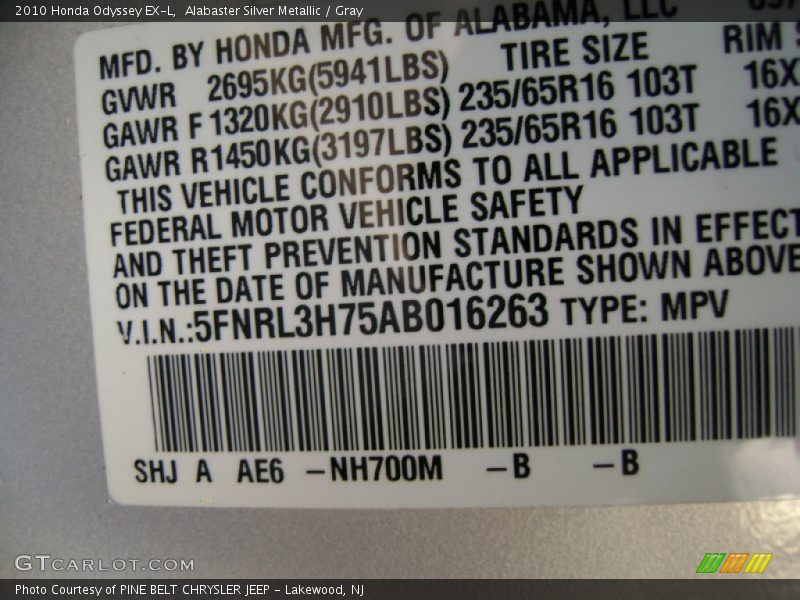 2010 Honda Odyssey EX-L, Alabaster Silver Metallic / Gray
MFD. BY HONDA MFG. OF ALABAMA, LLC
GVWR 2695KG(5941LBS) TIRE SIZE RIM
GAWR F 1320KG(2910LBS) 235/65R16 103T 16X
GAWR R1450KG(3197LBS) 235/65R16 103T 16X
THIS VEHICLE CONFORMS TO ALL APPLICABLE
FEDERAL MOTOR VEHICLE SAFETY
AND THEFT PREVENTION STANDARDS IN EFFECT
ON THE DATE OF MANUFACTURE SHOWN ABOVE
V.I.N.:5FNRL3H75AB016263 TYPE: MPV
SHJ A AE6 –NH700M –B –B
GTCARLOT.COM
Photo Courtesy of PINE BELT CHRYSLER JEEP - Lakewood, NJ